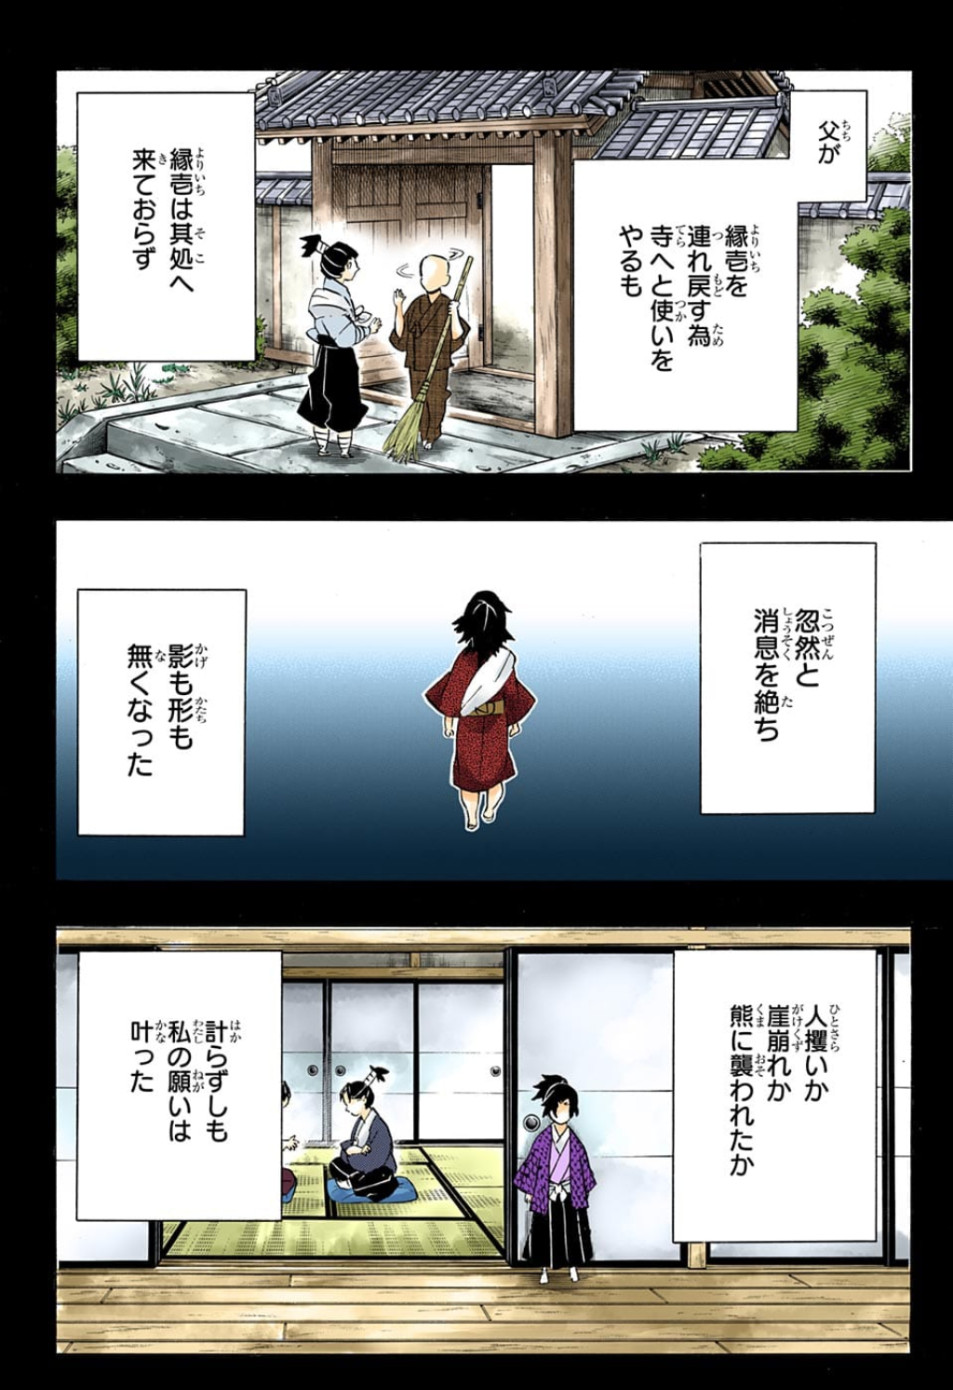 父が
縁壱を
連れ戻す為
寺へと使いを
やるも
縁壱は其処へ
来ておらず
忽然と
消息を絶ち
影も形も
無くなった
人攫いか
崖崩れか
熊に襲われたか
計らずしも
私の願いは
叶った